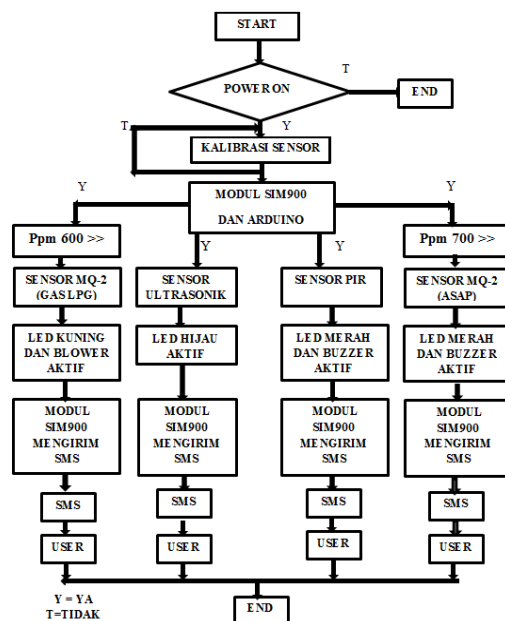 START
POWER ON
T
END
T
Y
KALIBRASI SENSOR
MODUL SIM900
DAN ARDUINO
Y
Y
Y
Y
Ppm 600 >>
Ppm 700 >>
SENSOR MQ-2
(GAS LPG)
SENSOR
ULTRASONIK
SENSOR PIR
SENSOR MQ-2
(ASAP)
LED KUNING
DAN BLOWER
AKTIF
LED HIJAU
AKTIF
LED MERAH
DAN BUZZER
AKTIF
LED MERAH
DAN BUZZER
AKTIF
MODUL
SIM900
MENGIRIM
SMS
MODUL
SIM900
MENGIRIM
SMS
MODUL
SIM900
MENGIRIM
SMS
MODUL
SIM900
MENGIRIM
SMS
SMS
SMS
SMS
SMS
USER
USER
USER
USER
Y = YA
T=TIDAK
END